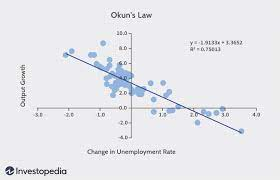 Okun's Law
y = -1.9133x + 3.3652
R² = 0.75013
10.0
8.0
6.0
4.0
2.0
0.0
-2.0
-4.0
-3.0 -2.0 -1.0 0.0 1.0 2.0 3.0 4.0
Output Growth
Change in Unemployment Rate
Investopedia